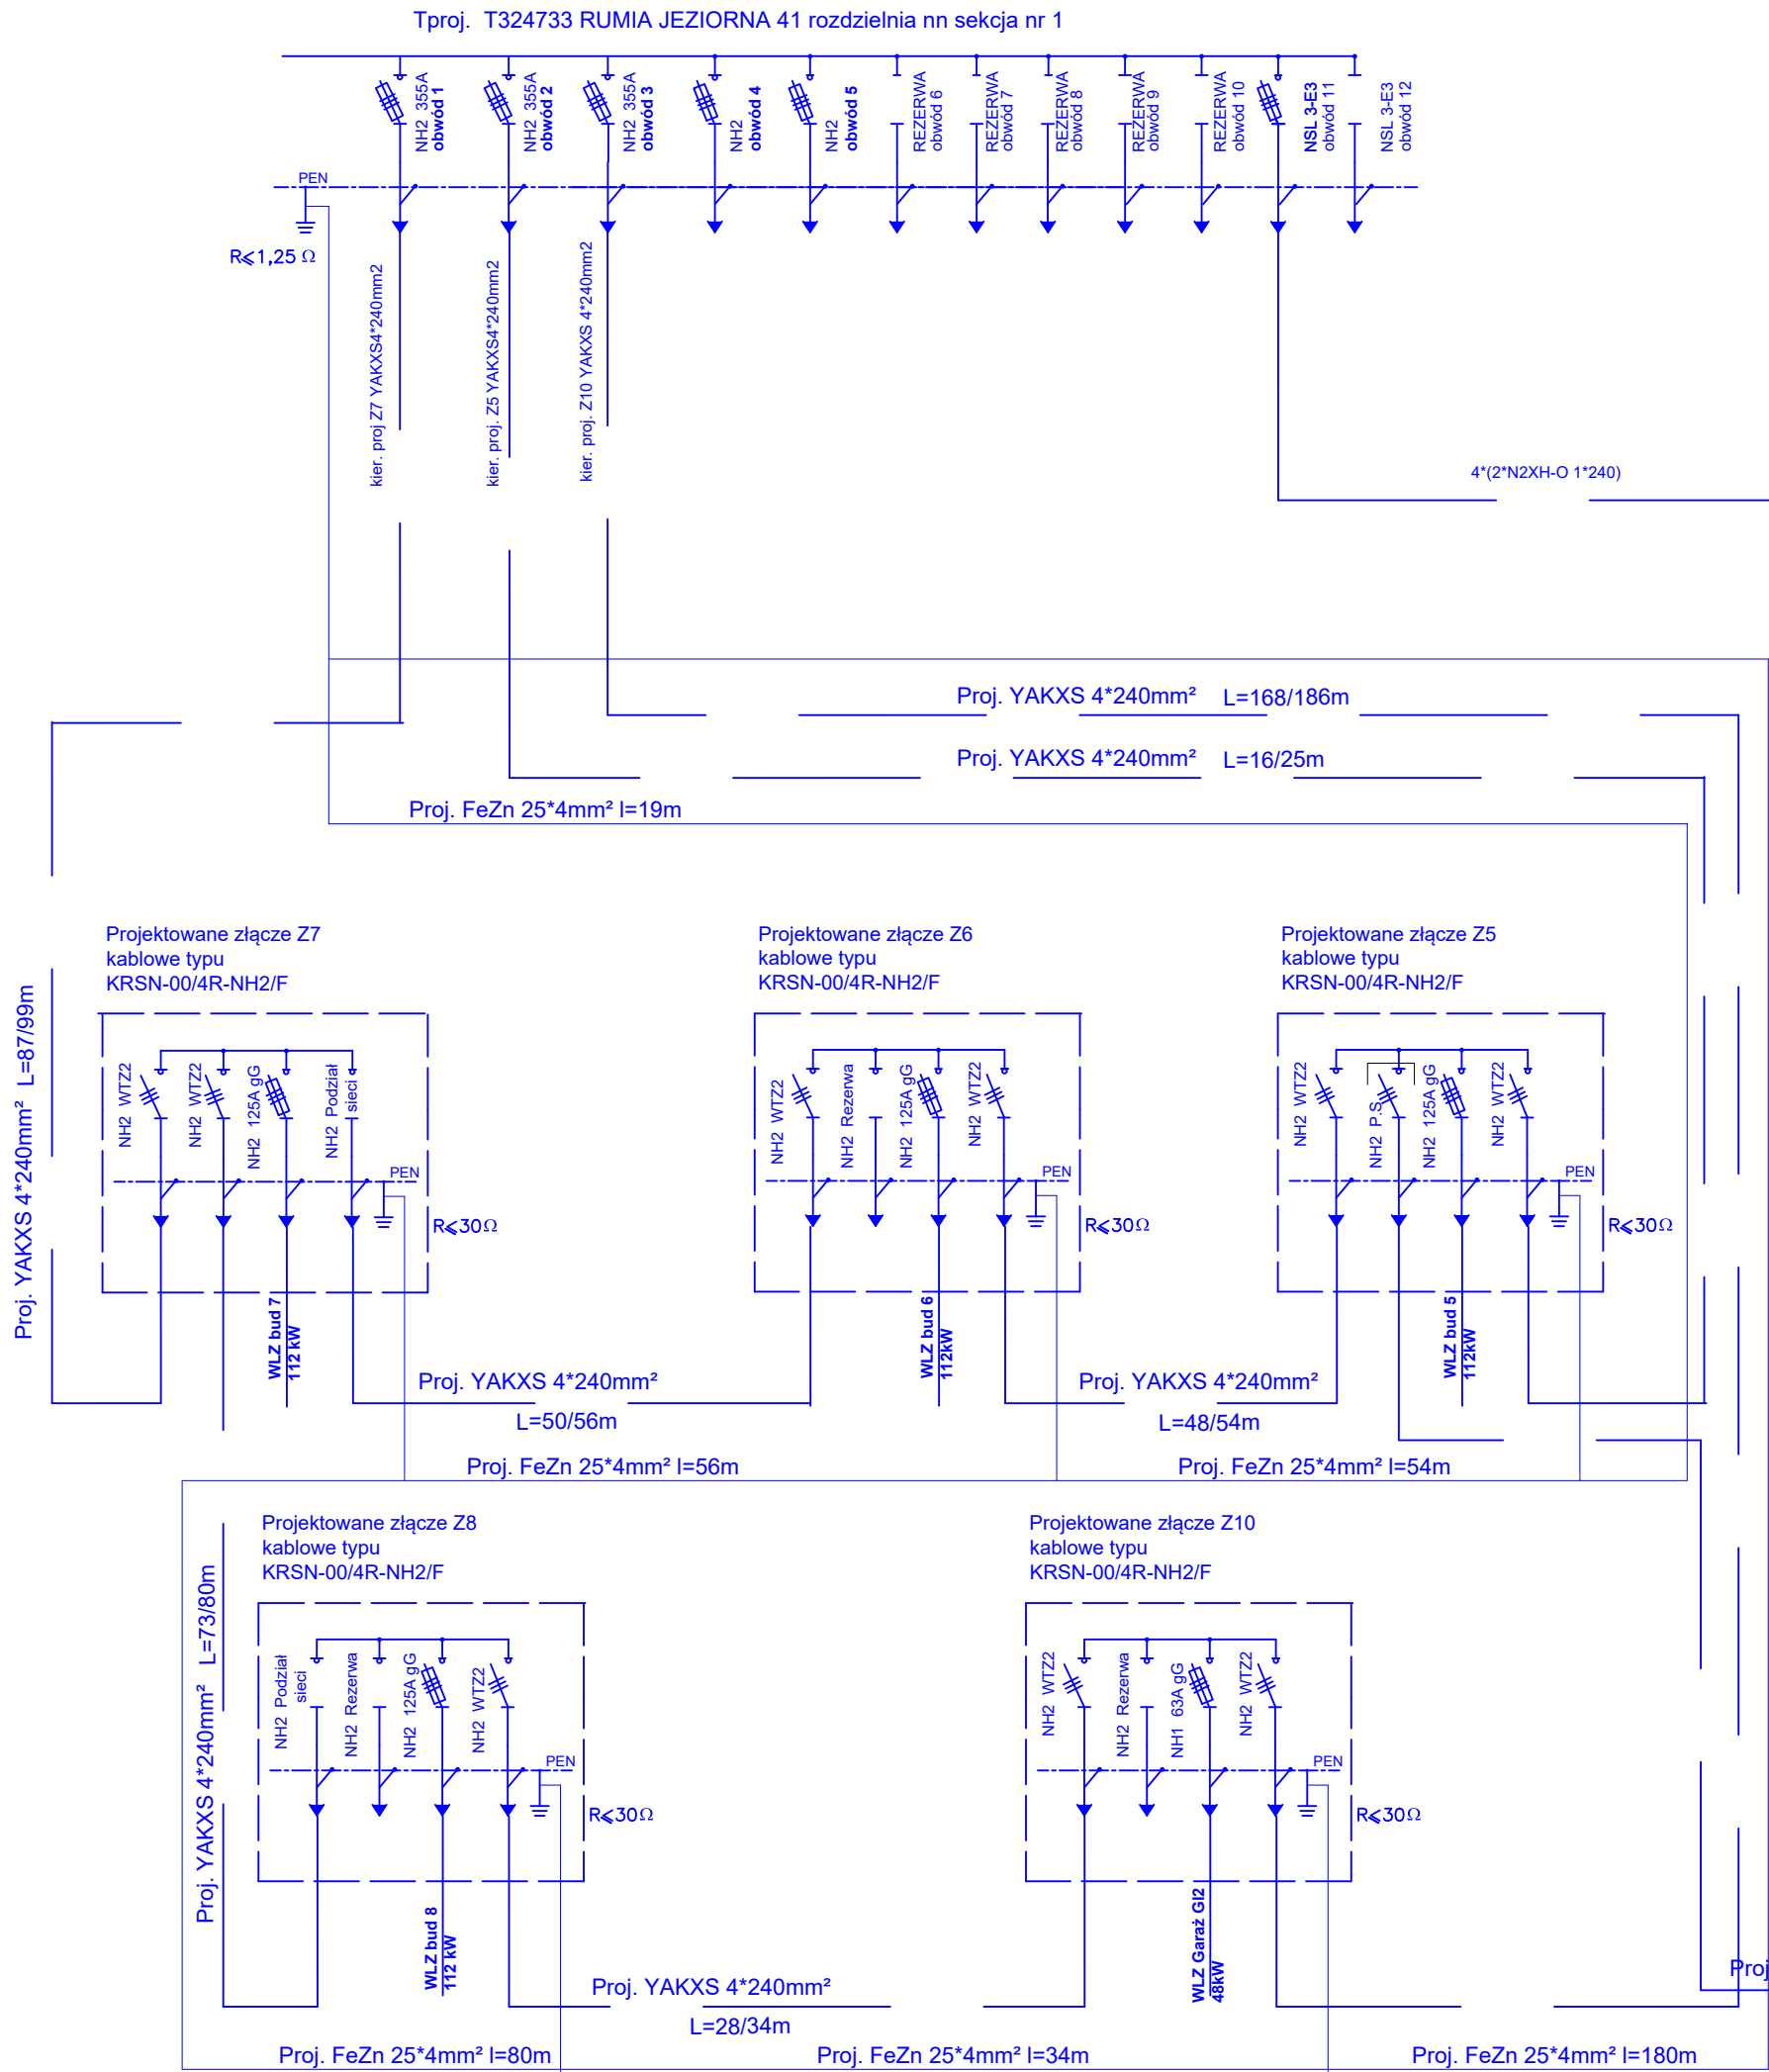 Tproj. T324733 RUMIA JEZIORNA 41 rozdzielnia nn sekcja nr 1
NH2 355A
obwód 1
NH2 355A
obwód 2
NH2 355A
obwód 3
NH2
obwód 4
NH2
obwód 5
REZERWA
obwód 6
REZERWA
obwód 7
REZERWA
obwód 8
REZERWA
obwód 9
REZERWA
obwód 10
NSL 3-E3
obwód 11
NSL 3-E3
obwód 12
PEN
R⩽1,25 Ω
kier. proj Z7 YAKXS4*240mm2
kier. proj. Z5 YAKXS4*240mm2
kier. proj. Z10 YAKXS 4*240mm2
4*(2*N2XH-O 1*240)
Proj. YAKXS 4*240mm² L=168/186m
Proj. YAKXS 4*240mm² L=16/25m
Proj. FeZn 25*4mm² l=19m
Proj. YAKXS 4*240mm² L=87/99m
Projektowane złącze Z7
kablowe typu
KRSN-00/4R-NH2/F
NH2 WTZ2
NH2 WTZ2
NH2 125A gG
NH2 Podział
sieci
PEN
R⩽30Ω
WLZ bud 7
112 kW
Projektowane złącze Z6
kablowe typu
KRSN-00/4R-NH2/F
NH2 WTZ2
NH2 Rezerwa
NH2 125A gG
NH2 WTZ2
PEN
R⩽30Ω
WLZ bud 6
112kW
Projektowane złącze Z5
kablowe typu
KRSN-00/4R-NH2/F
NH2 WTZ2
NH2 P.S.
NH2 125A gG
NH2 WTZ2
PEN
R⩽30Ω
WLZ bud 5
112kW
Proj. YAKXS 4*240mm²
L=50/56m
Proj. YAKXS 4*240mm²
L=48/54m
Proj. FeZn 25*4mm² l=56m
Proj. FeZn 25*4mm² l=54m
Proj. YAKXS 4*240mm² L=73/80m
Projektowane złącze Z8
kablowe typu
KRSN-00/4R-NH2/F
NH2 Podział
sieci
NH2 Rezerwa
NH2 125A gG
NH2 WTZ2
PEN
R⩽30Ω
WLZ bud 8
112 kW
Projektowane złącze Z10
kablowe typu
KRSN-00/4R-NH2/F
NH2 WTZ2
NH2 Rezerwa
NH1 63A gG
NH2 WTZ2
PEN
R⩽30Ω
WLZ Garaż GI2
48kW
Proj
Proj. YAKXS 4*240mm²
L=28/34m
Proj. FeZn 25*4mm² l=80m
Proj. FeZn 25*4mm² l=34m
Proj. FeZn 25*4mm² l=180m